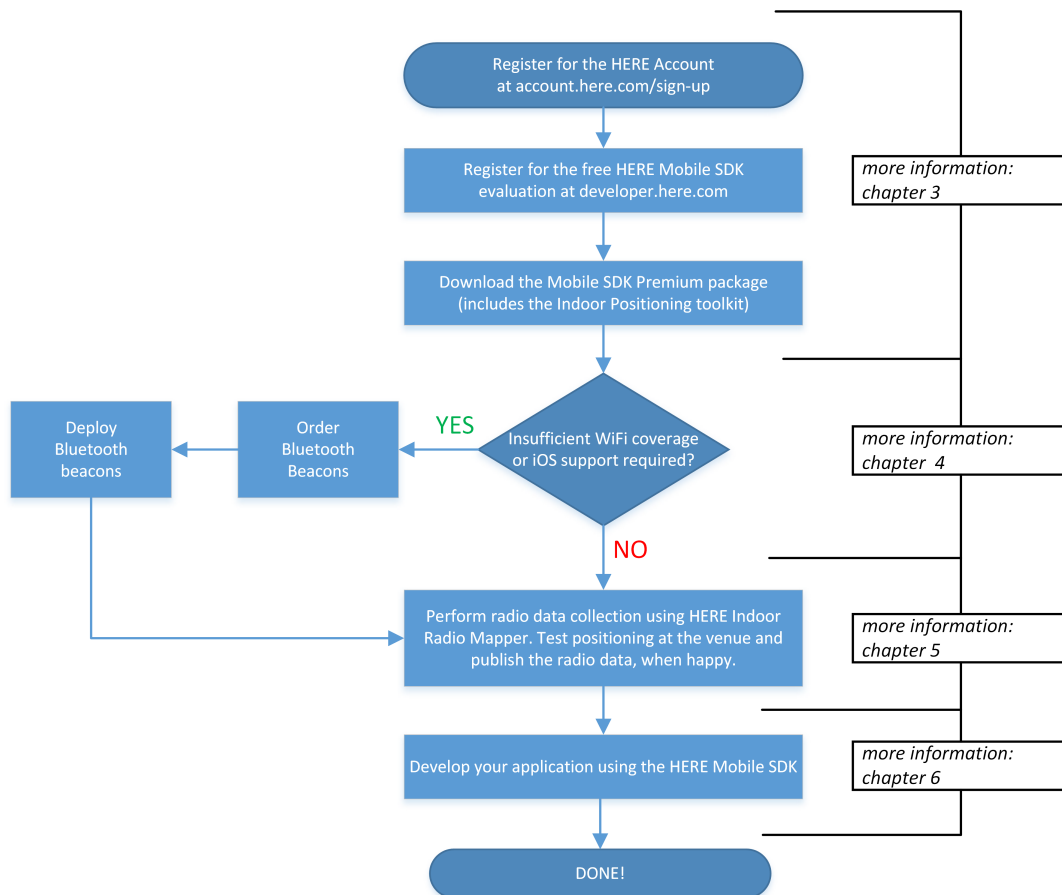 Register for the HERE Account
at account.here.com/sign-up
Register for the free HERE Mobile SDK
evaluation at developer.here.com
more information:
chapter 3
Download the Mobile SDK Premium package
(includes the Indoor Positioning toolkit)
Deploy
Bluetooth
beacons
Order
Bluetooth
Beacons
YES
Insufficient WiFi coverage
or iOS support required?
more information:
chapter  4
NO
Perform radio data collection using HERE Indoor
Radio Mapper. Test positioning at the venue and
publish the radio data, when happy.
more information:
chapter 5
Develop your application using the HERE Mobile SDK
more information:
chapter 6
DONE!